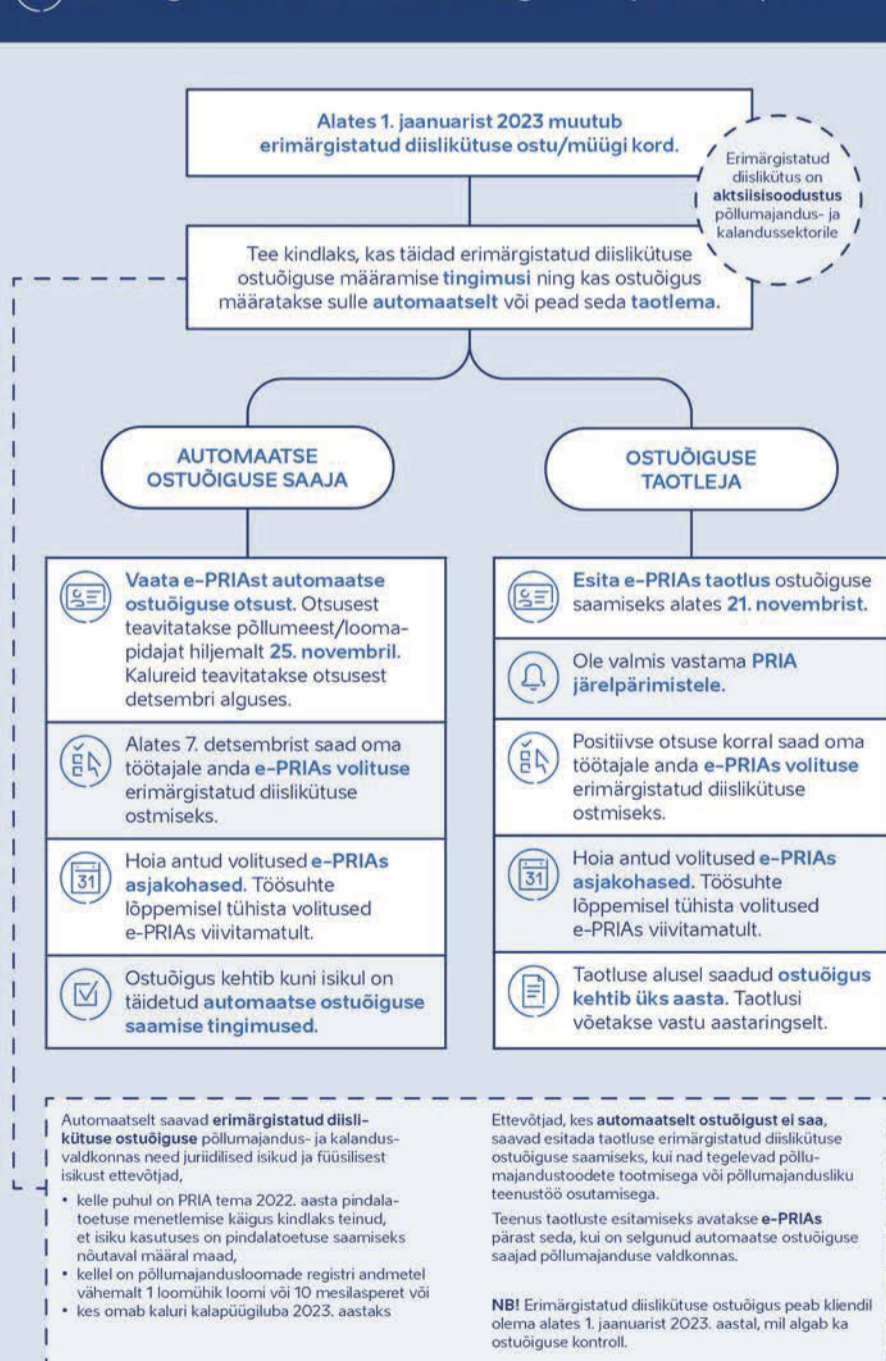 Alates 1. jaanuarist 2023 muutub
erimärgistatud diislikütuse ostu/müügi kord.
Erimärgistatud
diislikütus on
aktsiisisoodustus
põllumajandus- ja
kalandussektorile
Tee kindlaks, kas täidad erimärgistatud diislikütuse
ostuõiguse määramise tingimusi ning kas ostuõigus
määratakse sulle automaatselt või pead seda taotlema.
AUTOMAATSE
OSTUÕIGUSE SAAJA
Vaata e-PRIAst automaatse
ostuõiguse otsust. Otsusest
teavitatakse põllumeest/looma-
pidajat hiljemalt 25. novembril.
Kalureid teavitatakse otsusest
detsembri alguses.
Alates 7. detsembrist saad oma
töötajale anda e-PRIAs volituse
erimärgistatud diislikütuse
ostmiseks.
31
Hoia antud volitused e-PRIAs
asjakohased. Töösuhte
lõppemisel tühista volitused
e-PRIAs viivitamatult.
Ostuõigus kehtib kuni isikul on
täidetud automaatse ostuõiguse
saamise tingimused.
OSTUÕIGUSE
TAOTLEJA
Esita e-PRIAs taotlus ostuõiguse
saamiseks alates 21. novembrist.
Ole valmis vastama PRIA
järelpärimistele.
Positiivse otsuse korral saad oma
töötajale anda e-PRIAs volituse
erimärgistatud diislikütuse
ostmiseks.
31
Hoia antud volitused e-PRIAs
asjakohased. Töösuhte
lõppemisel tühista volitused
e-PRIAs viivitamatult.
Taotluse alusel saadud ostuõigus
kehtib üks aasta. Taotlusi
võetakse vastu aastaringselt.
Automaatselt saavad erimärgistatud diisli-
kütuse ostuõiguse põllumajandus- ja kalandus-
valdkonnas need juriidilised isikud ja füüsilisest
isikust ettevõtjad,
• kelle puhul on PRIA tema 2022. aasta pindala-
toetuse menetlemise käigus kindlaks teinud,
et isiku kasutuses on pindalatoetuse saamiseks
nõutaval määral maad,
• kellel on põllumajandusloomade registri andmetel
vähemalt 1 loomühik loomi või 10 mesilasperet või
• kes omab kaluri kalapüügiluba 2023. aastaks
Ettevõtjad, kes automaatselt ostuõigust ei saa,
saavad esitada taotluse erimärgistatud diislikütuse
ostuõiguse saamiseks, kui nad tegelevad põllu-
majandustoodete tootmisega või põllumajandusliku
teenustöö osutamisega.
Teenus taotluste esitamiseks avatakse e-PRIAs
pärast seda, kui on selgunud automaatse ostuõiguse
saajad põllumajanduse valdkonnas.
NB! Erimärgistatud diislikütuse ostuõigus peab kliendil
olema alates 1. jaanuarist 2023. aastal, mil algab ka
ostuõiguse kontroll.